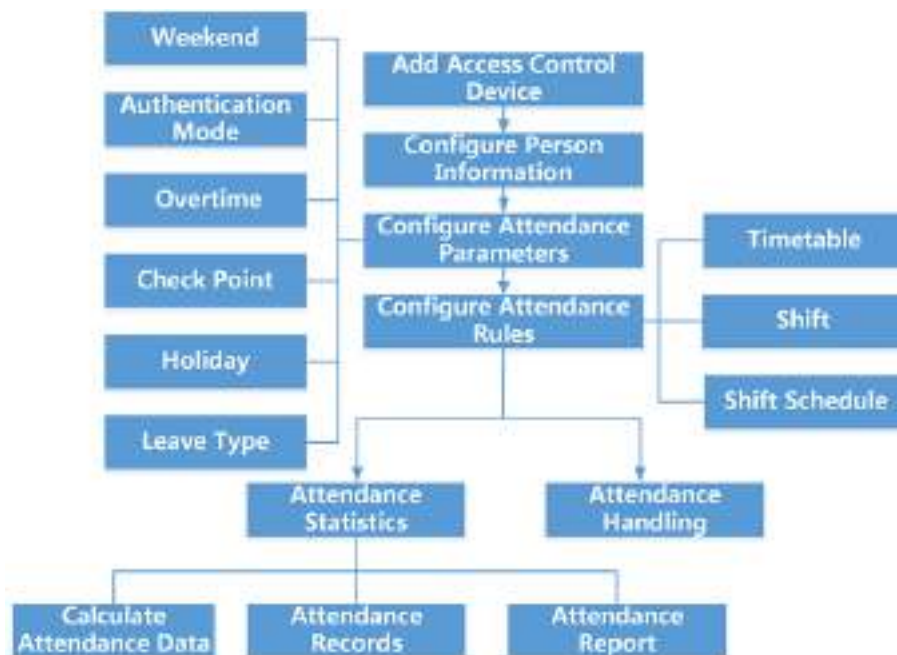 Weekend
Authentication
Mode
Overtime
Check Point
Holiday
Leave Type
Add Access Control
Device
Configure Person
Information
Configure Attendance
Parameters
Configure Attendance
Rules
Timetable
Shift
Shift Schedule
Attendance
Statistics
Attendance
Handling
Calculate
Attendance Data
Attendance
Records
Attendance
Report